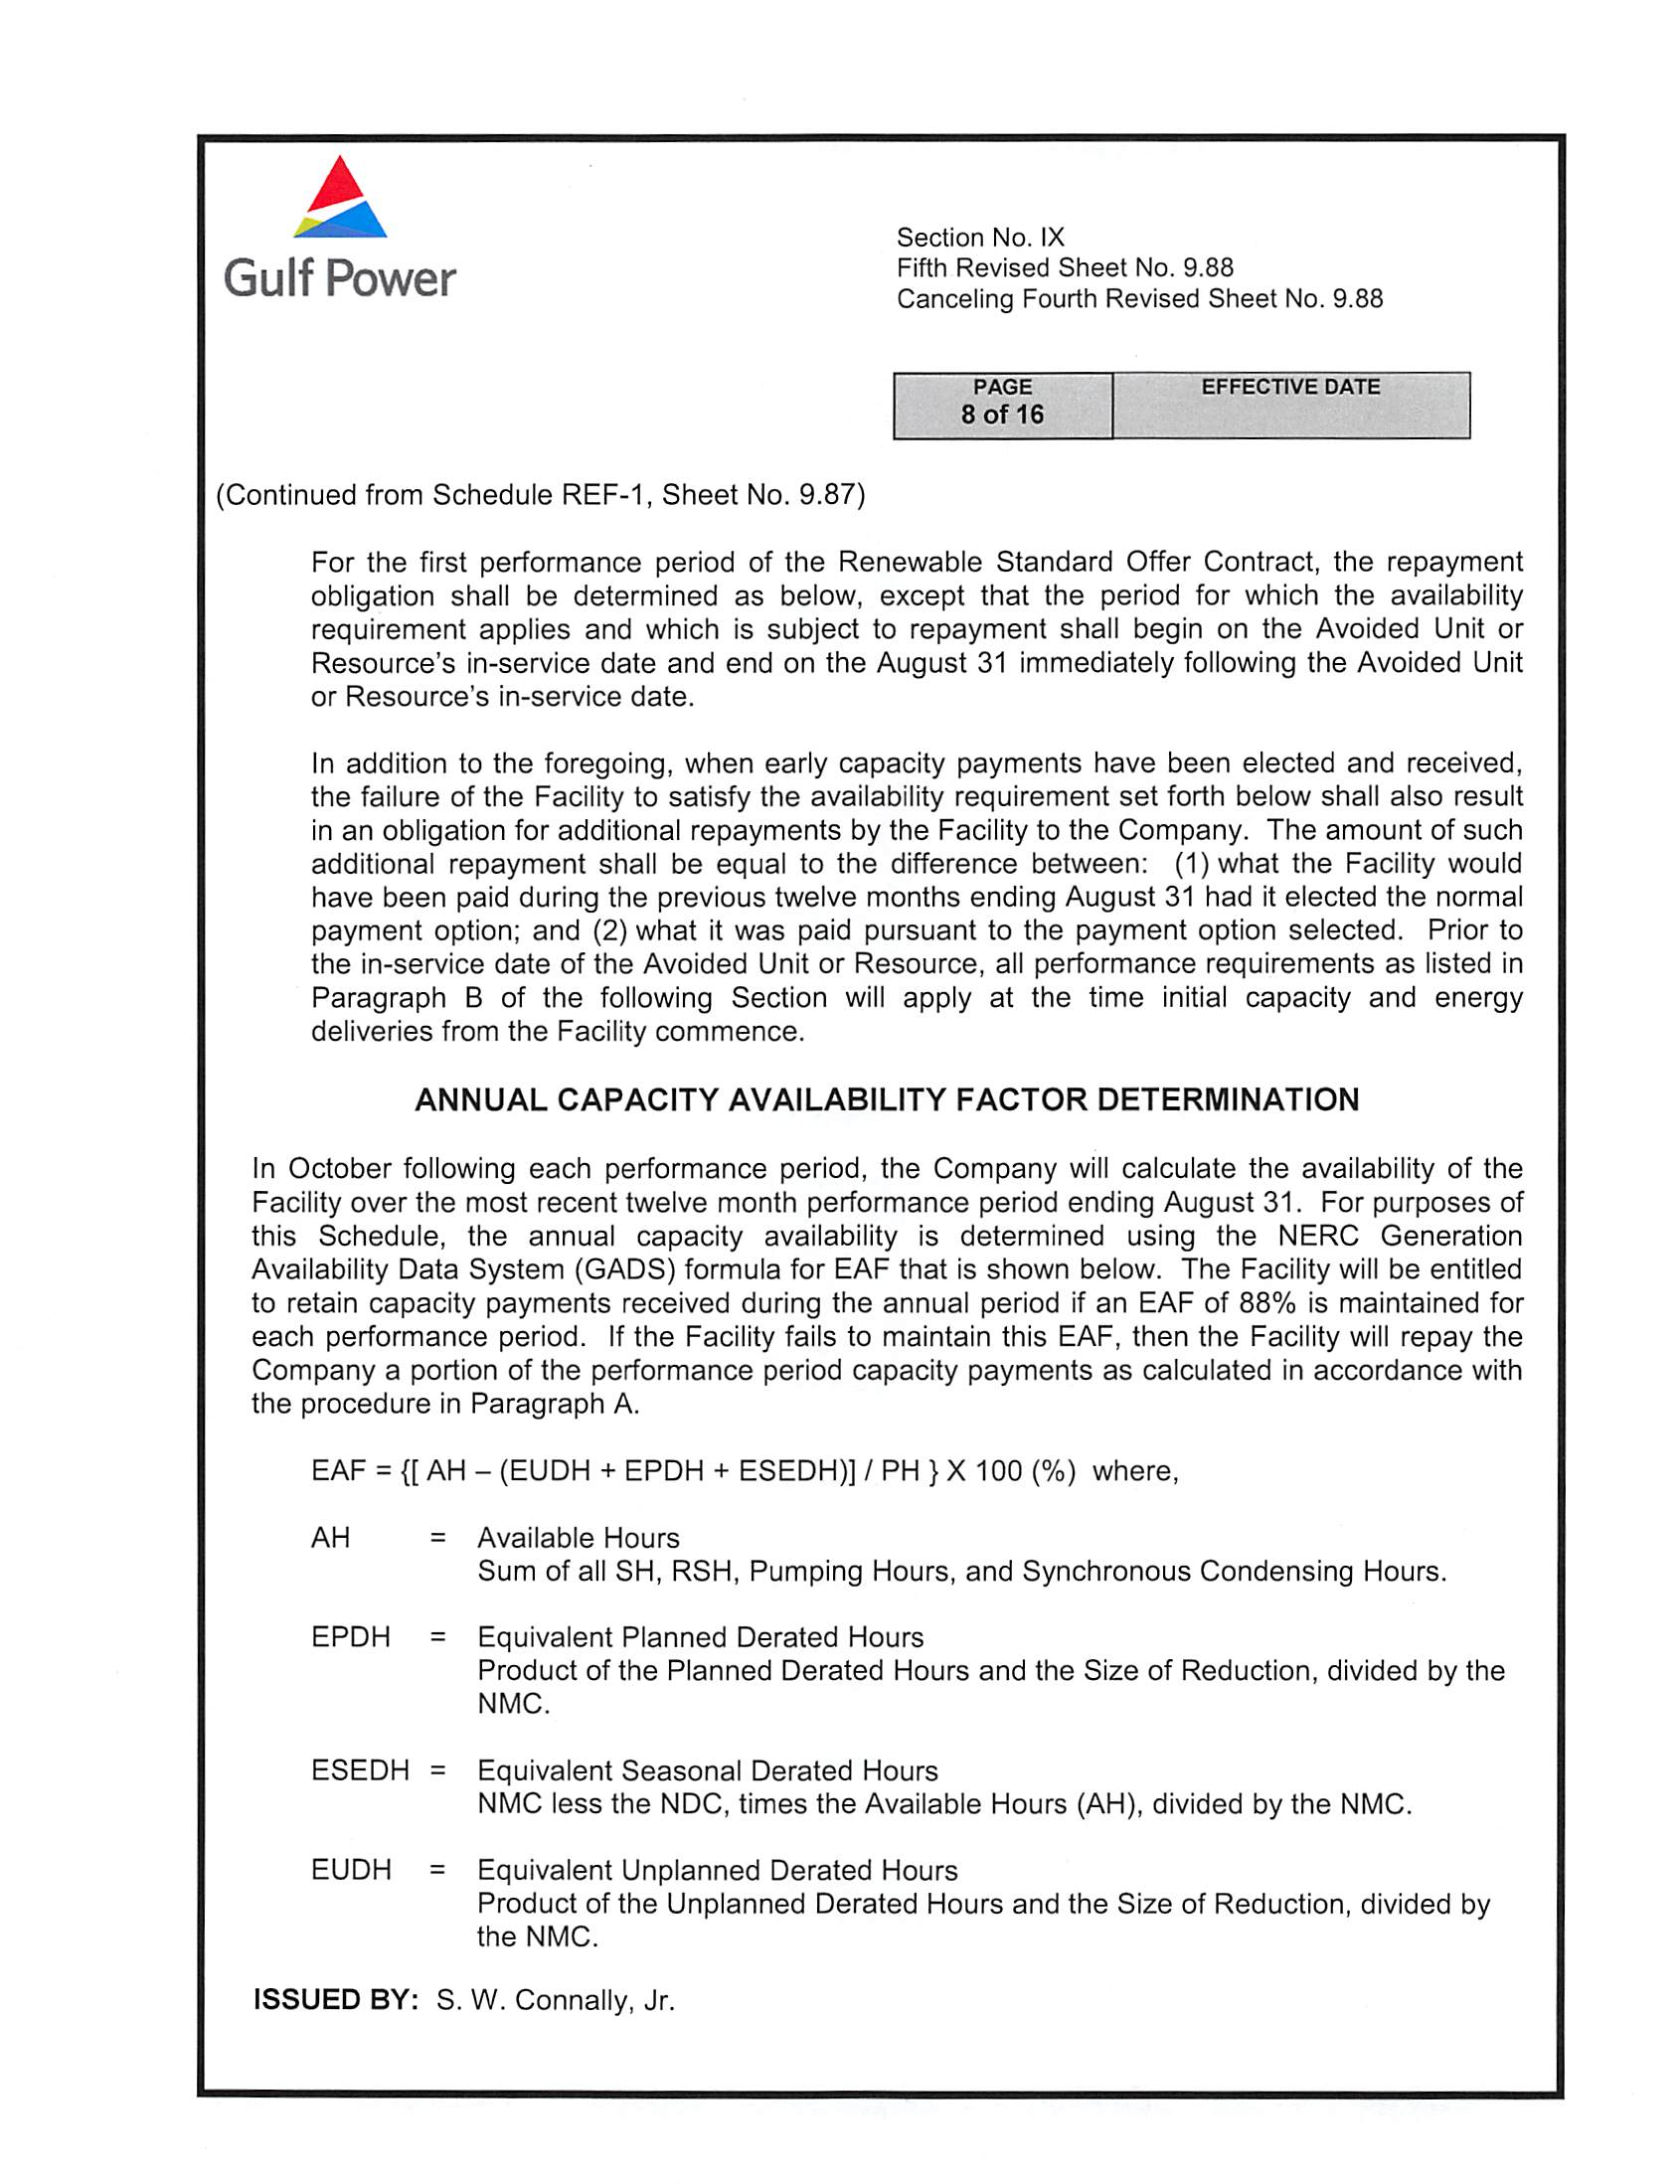 Gulf Power
Section No. IX
Fifth Revised Sheet No. 9.88
Canceling Fourth Revised Sheet No. 9.88
PAGE
8 of 16
EFFECTIVE DATE
(Continued from Schedule REF-1, Sheet No. 9.87)
For the first performance period of the Renewable Standard Offer Contract, the repayment
obligation shall be determined as below, except that the period for which the availability
requirement applies and which is subject to repayment shall begin on the Avoided Unit or
Resource's in-service date and end on the August 31 immediately following the Avoided Unit
or Resource's in-service date.
In addition to the foregoing, when early capacity payments have been elected and received,
the failure of the Facility to satisfy the availability requirement set forth below shall also result
in an obligation for additional repayments by the Facility to the Company. The amount of such
additional repayment shall be equal to the difference between: (1) what the Facility would
have been paid during the previous twelve months ending August 31 had it elected the normal
payment option; and (2) what it was paid pursuant to the payment option selected. Prior to
the in-service date of the Avoided Unit or Resource, all performance requirements as listed in
Paragraph B of the following Section will apply at the time initial capacity and energy
deliveries from the Facility commence.
ANNUAL CAPACITY AVAILABILITY FACTOR DETERMINATION
In October following each performance period, the Company will calculate the availability of the
Facility over the most recent twelve month performance period ending August 31. For purposes of
this Schedule, the annual capacity availability is determined using the NERC Generation
Availability Data System (GADS) formula for EAF that is shown below. The Facility will be entitled
to retain capacity payments received during the annual period if an EAF of 88% is maintained for
each performance period. If the Facility fails to maintain this EAF, then the Facility will repay the
Company a portion of the performance period capacity payments as calculated in accordance with
the procedure in Paragraph A.
EAF = {[ AH – (EUDH + EPDH + ESEDH)] / PH } X 100 (%) where,
AH = Available Hours
Sum of all SH, RSH, Pumping Hours, and Synchronous Condensing Hours.
EPDH = Equivalent Planned Derated Hours
Product of the Planned Derated Hours and the Size of Reduction, divided by the
NMC.
ESEDH = Equivalent Seasonal Derated Hours
NMC less the NDC, times the Available Hours (AH), divided by the NMC.
EUDH = Equivalent Unplanned Derated Hours
Product of the Unplanned Derated Hours and the Size of Reduction, divided by
the NMC.
ISSUED BY: S. W. Connally, Jr.